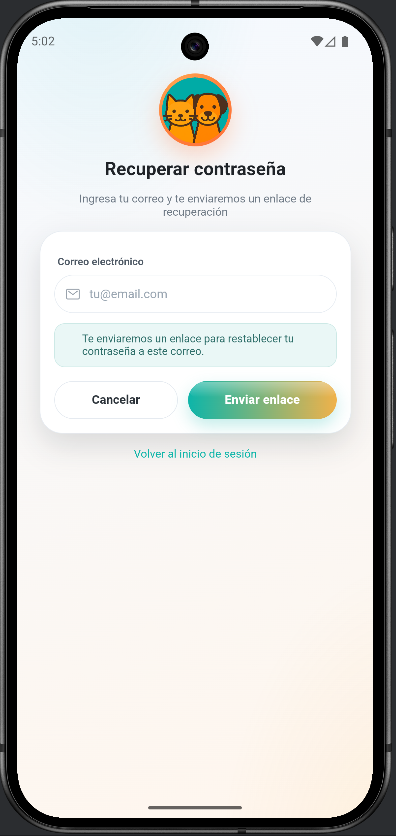 5:02
Recuperar contraseña
Ingresa tu correo y te enviaremos un enlace de
recuperación
Correo electrónico
tu@email.com
Te enviaremos un enlace para restablecer tu
contraseña a este correo.
Cancelar
Enviar enlace
Volver al inicio de sesión